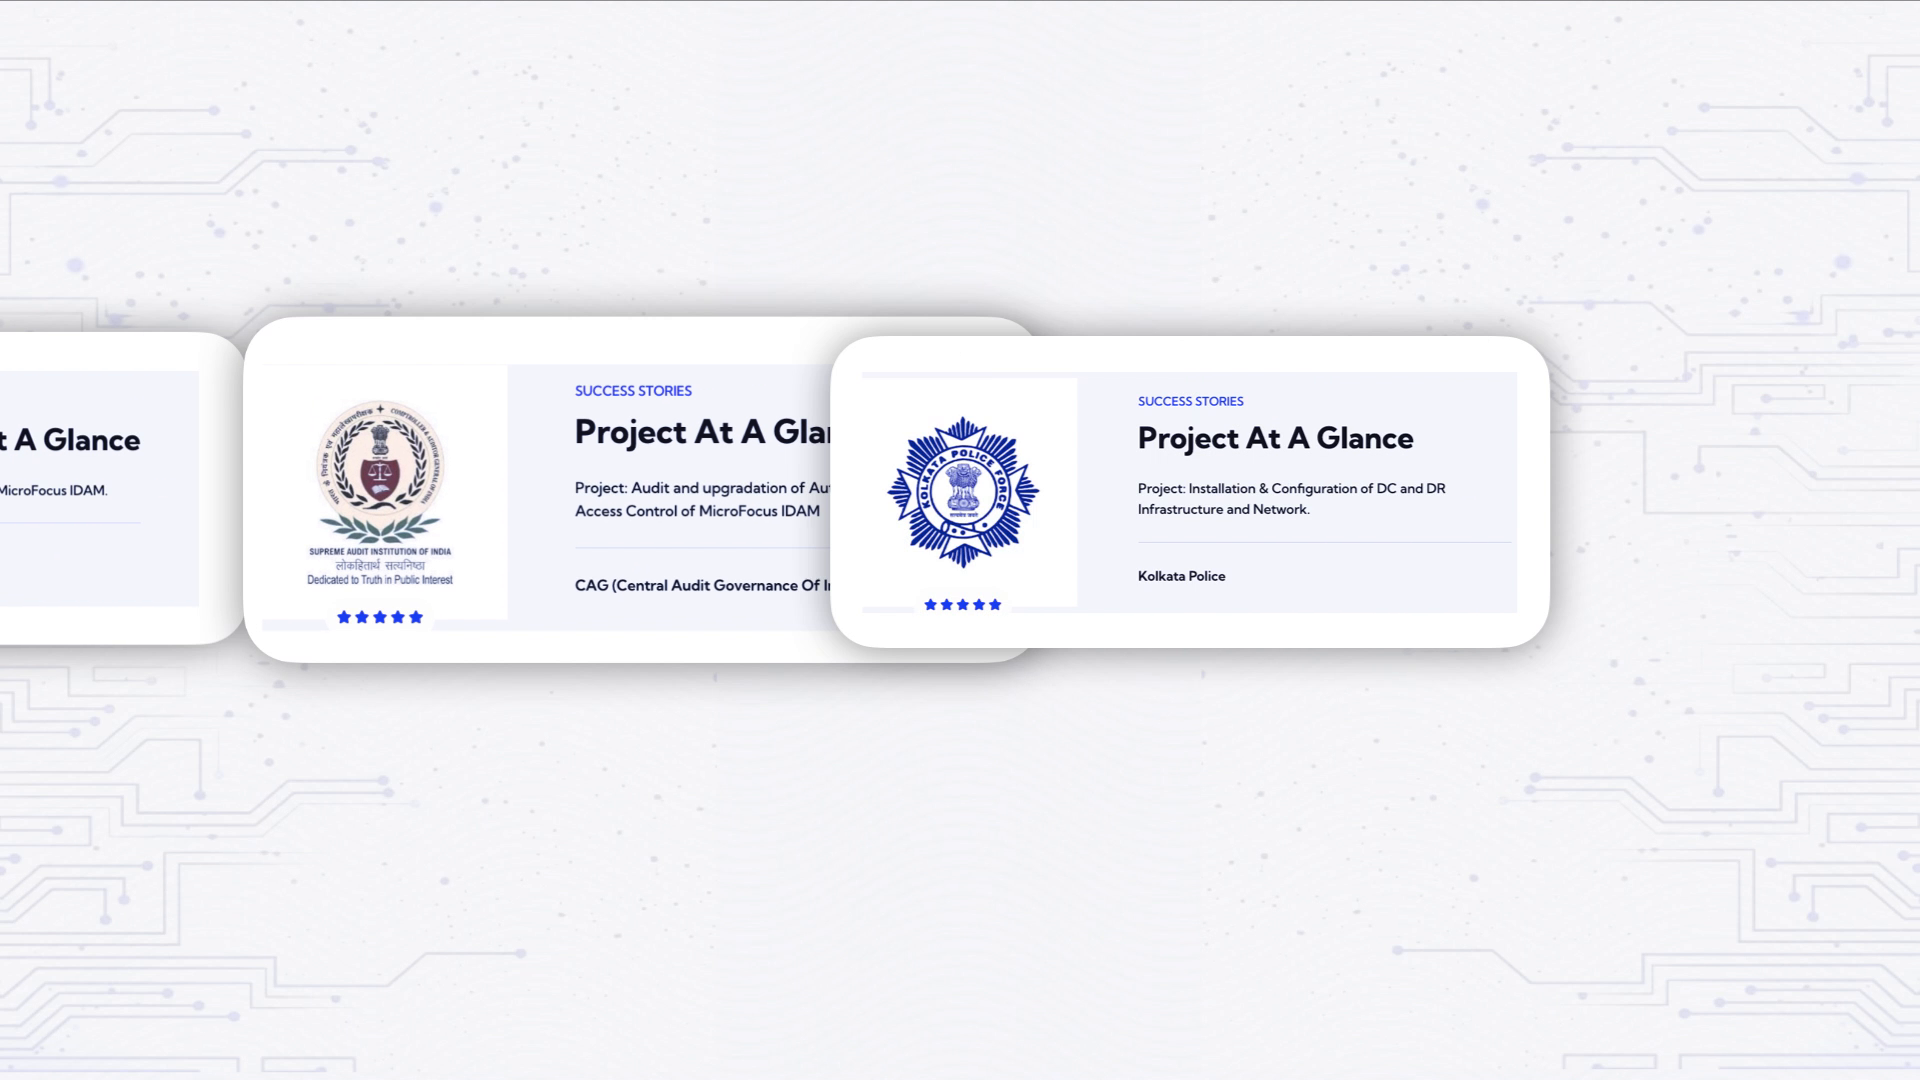 t A Glance
MicroFocus IDAM.
SUPREME AUDIT INSTITUTION OF INDIA
लोकहितार्थ सत्यनिष्ठा
Dedicated to Truth in Public Interest
SUCCESS STORIES
Project At A Gla
Project: Audit and upgradation of Au
Access Control of MicroFocus IDAM
CAG (Central Audit Governance Of I
KOLKATA POLICE FORCE
SUCCESS STORIES
Project At A Glance
Project: Installation & Configuration of DC and DR
Infrastructure and Network.
Kolkata Police